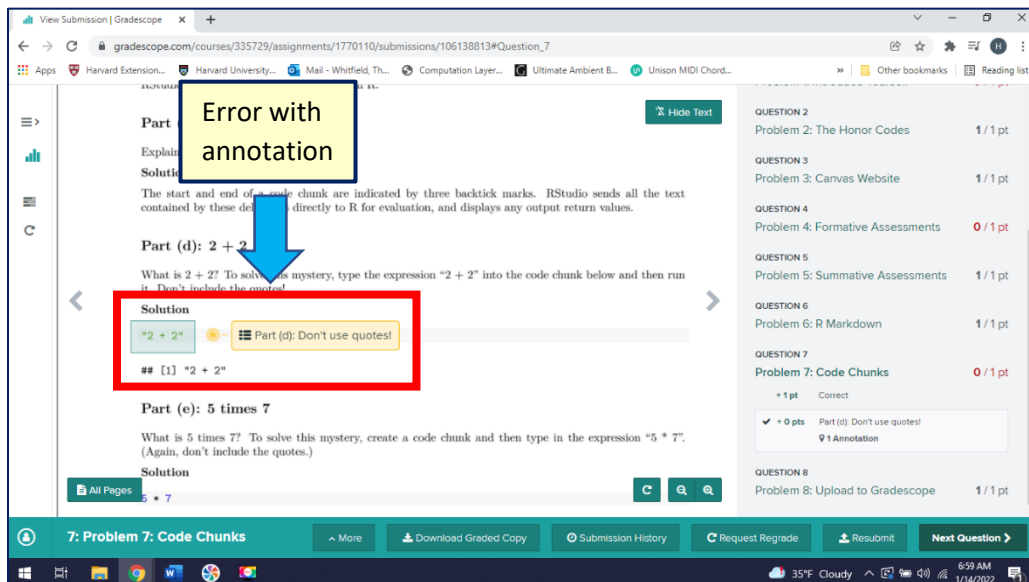 View Submission | Gradescope
gradescope.com/courses/335729/assignments/1770110/submissions/106138813#Question_7
H
Apps
Harvard Extension...
Harvard University...
Mail - Whitfield, Th...
Computation Layer...
Ultimate Ambient B...
Unison MIDI Chord...
»
Other bookmarks
Reading list
Error with
annotation
Hide Text
Part (
Explain
Solutio
The start and end of a code chunk are indicated by three backtick marks. RStudio sends all the text
contained by these del directly to R for evaluation, and displays any output return values.
Part (d): 2 + 2
What is 2 + 2? To solve this mystery, type the expression “2 + 2” into the code chunk below and then run
it. Don't include the quotes!
Solution
"2 + 2"
Part (d): Don't use quotes!
## [1] "2 + 2"
Part (e): 5 times 7
What is 5 times 7? To solve this mystery, create a code chunk and then type in the expression “5 * 7”.
(Again, don't include the quotes.)
Solution
5 * 7
All Pages
QUESTION 2
Problem 2: The Honor Codes 1 / 1 pt
QUESTION 3
Problem 3: Canvas Website 1 / 1 pt
QUESTION 4
Problem 4: Formative Assessments 0 / 1 pt
QUESTION 5
Problem 5: Summative Assessments 1 / 1 pt
QUESTION 6
Problem 6: R Markdown 1 / 1 pt
QUESTION 7
Problem 7: Code Chunks 0 / 1 pt
+ 1 pt Correct
+ 0 pts Part (d): Don't use quotes!
1 Annotation
QUESTION 8
Problem 8: Upload to Gradescope 1 / 1 pt
7: Problem 7: Code Chunks
More
Download Graded Copy
Submission History
Request Regrade
Resubmit
Next Question
35°F Cloudy
6:59 AM
1/14/2022